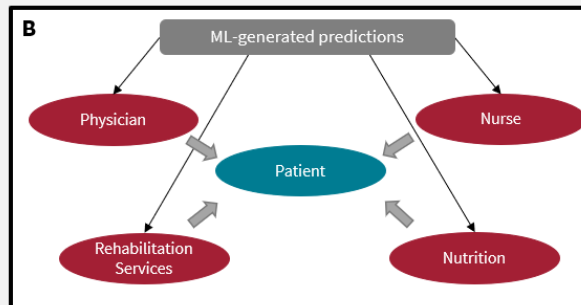 B
ML-generated predictions
Physician
Nurse
Patient
Rehabilitation
Services
Nutrition